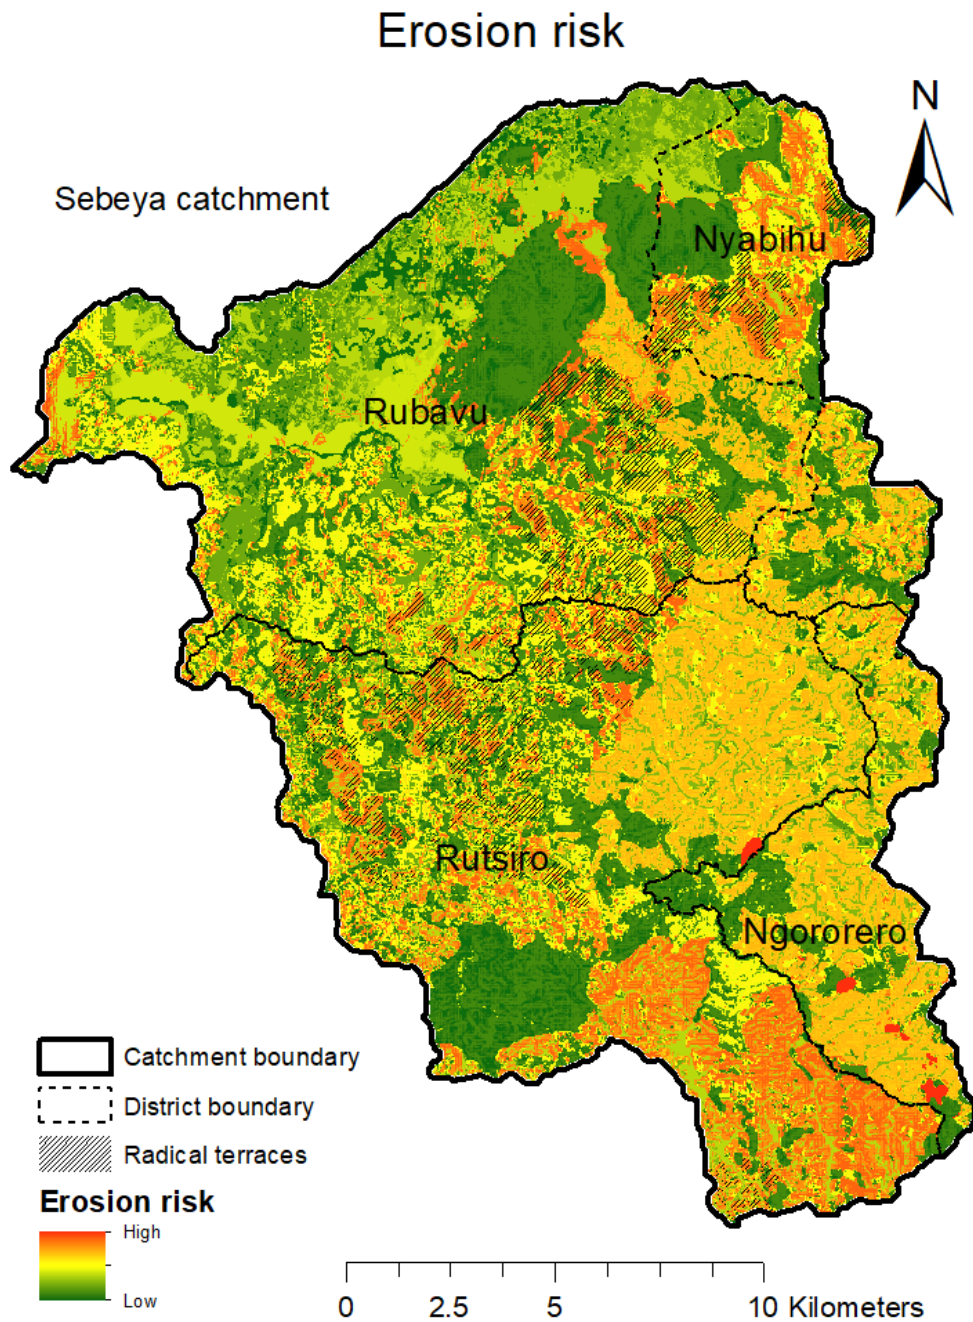 Erosion risk
N
Sebeya catchment
Nyabihu
Rubavu
Rutsiro
Ngororero
Catchment boundary
District boundary
Radical terraces
Erosion risk
High
Low
0 2.5 5 10 Kilometers